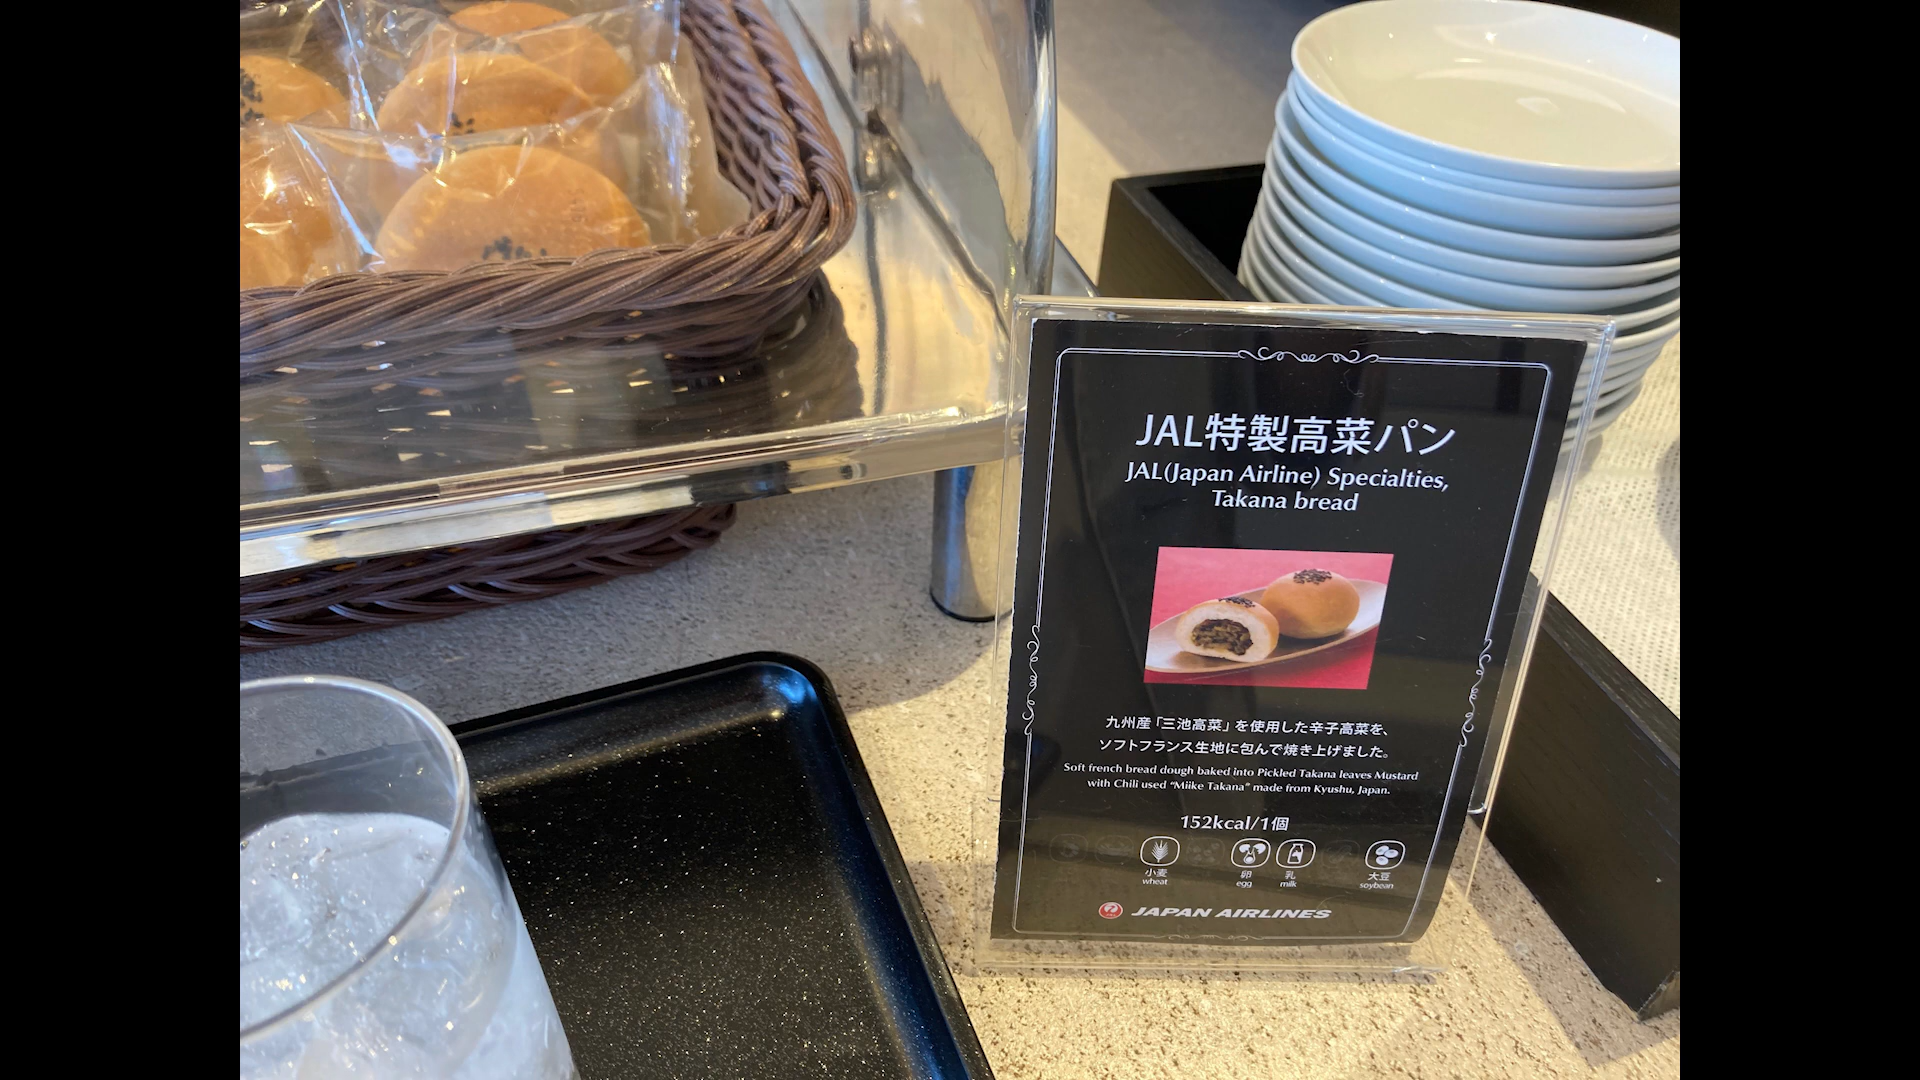 JAL特製高菜パン
JAL(Japan Airline) Specialties,
Takana bread
九州産「三池高菜」を使用した辛子高菜を、
ソフトフランス生地に包んで焼き上げました。
Soft french bread dough baked into Pickled Takana leaves Mustard
with Chili used “Miike Takana” made from Kyushu, Japan.
152kcal/1個
小麦 卵 乳 大豆
wheat egg milk soybean
JAPAN AIRLINES